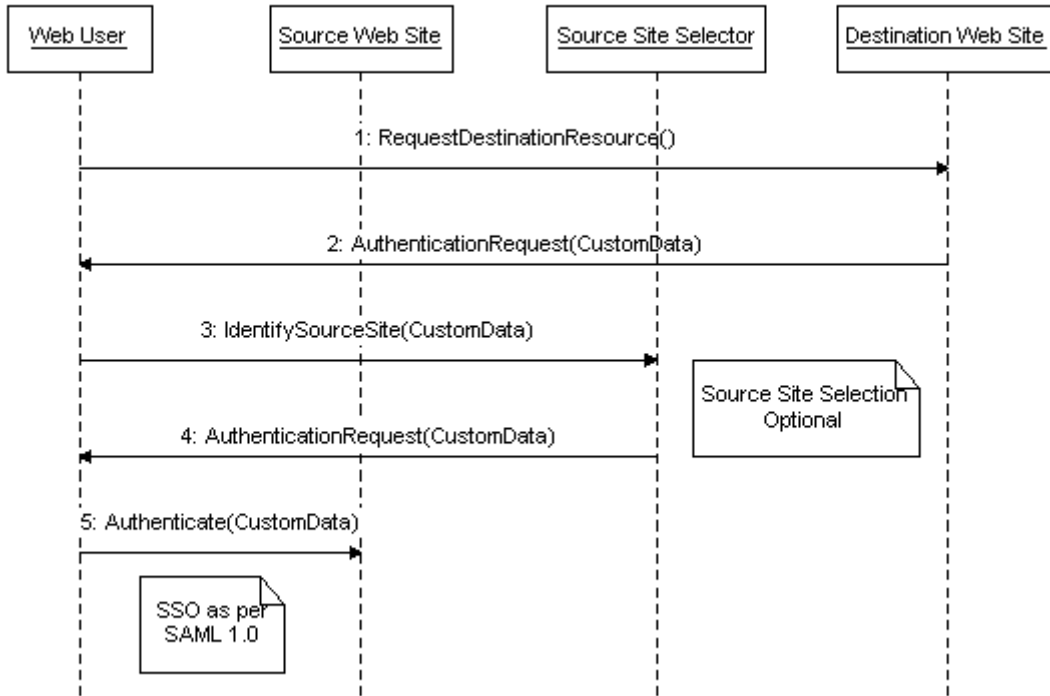 Web User
Source Web Site
Source Site Selector
Destination Web Site
1: RequestDestinationResource()
2: AuthenticationRequest(CustomData)
3: IdentifySourceSite(CustomData)
Source Site Selection
Optional
4: AuthenticationRequest(CustomData)
5: Authenticate(CustomData)
SSO as per
SAML 1.0